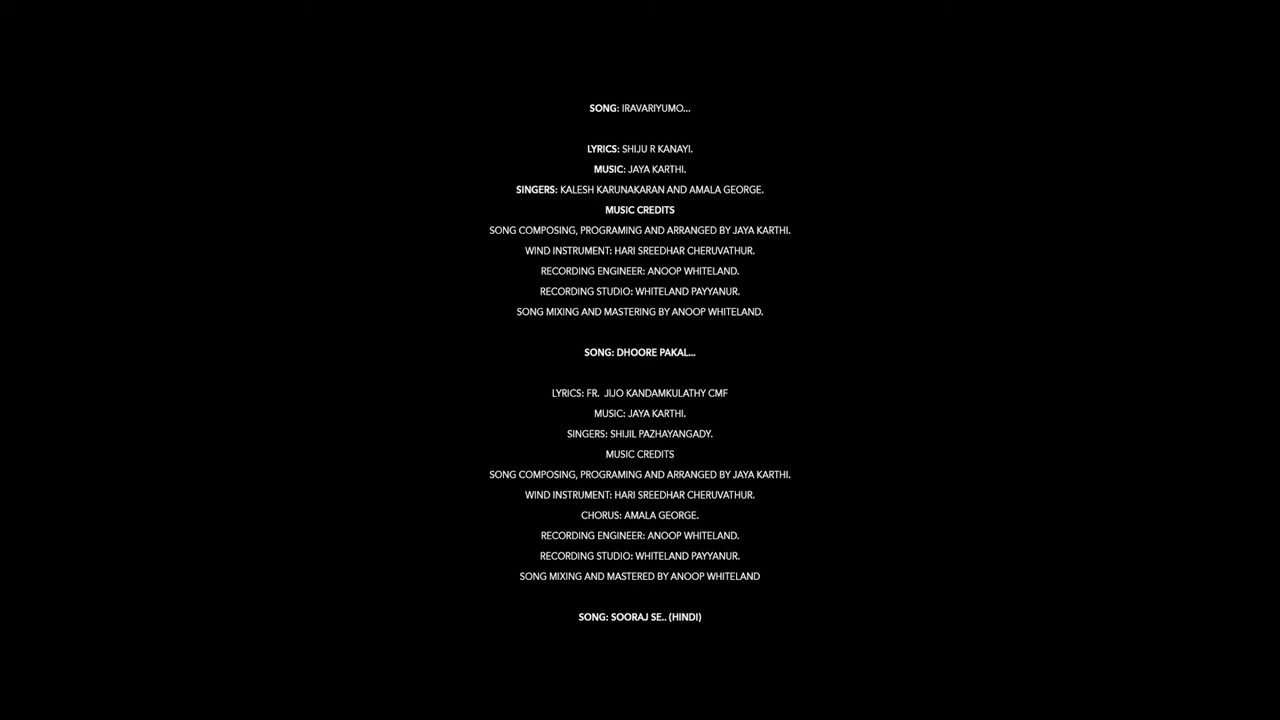 SONG: IRAVARIYUMO...
LYRICS: SHIJU R KANAYI.
MUSIC: JAYA KARTHI.
SINGERS: KALESH KARUNAKARAN AND AMALA GEORGE.
MUSIC CREDITS
SONG COMPOSING, PROGRAMING AND ARRANGED BY JAYA KARTHI.
WIND INSTRUMENT: HARI SREEDHAR CHERUVATHUR.
RECORDING ENGINEER: ANOOP WHITELAND.
RECORDING STUDIO: WHITELAND PAYYANUR.
SONG MIXING AND MASTERING BY ANOOP WHITELAND.
SONG: DHOORE PAKAL...
LYRICS: FR.  JIJO KANDAMKULATHY CMF
MUSIC: JAYA KARTHI.
SINGERS: SHIJIL PAZHAYANGADY.
MUSIC CREDITS
SONG COMPOSING, PROGRAMING AND ARRANGED BY JAYA KARTHI.
WIND INSTRUMENT: HARI SREEDHAR CHERUVATHUR.
CHORUS: AMALA GEORGE.
RECORDING ENGINEER: ANOOP WHITELAND.
RECORDING STUDIO: WHITELAND PAYYANUR.
SONG MIXING AND MASTERED BY ANOOP WHITELAND
SONG: SOORAJ SE.. (HINDI)